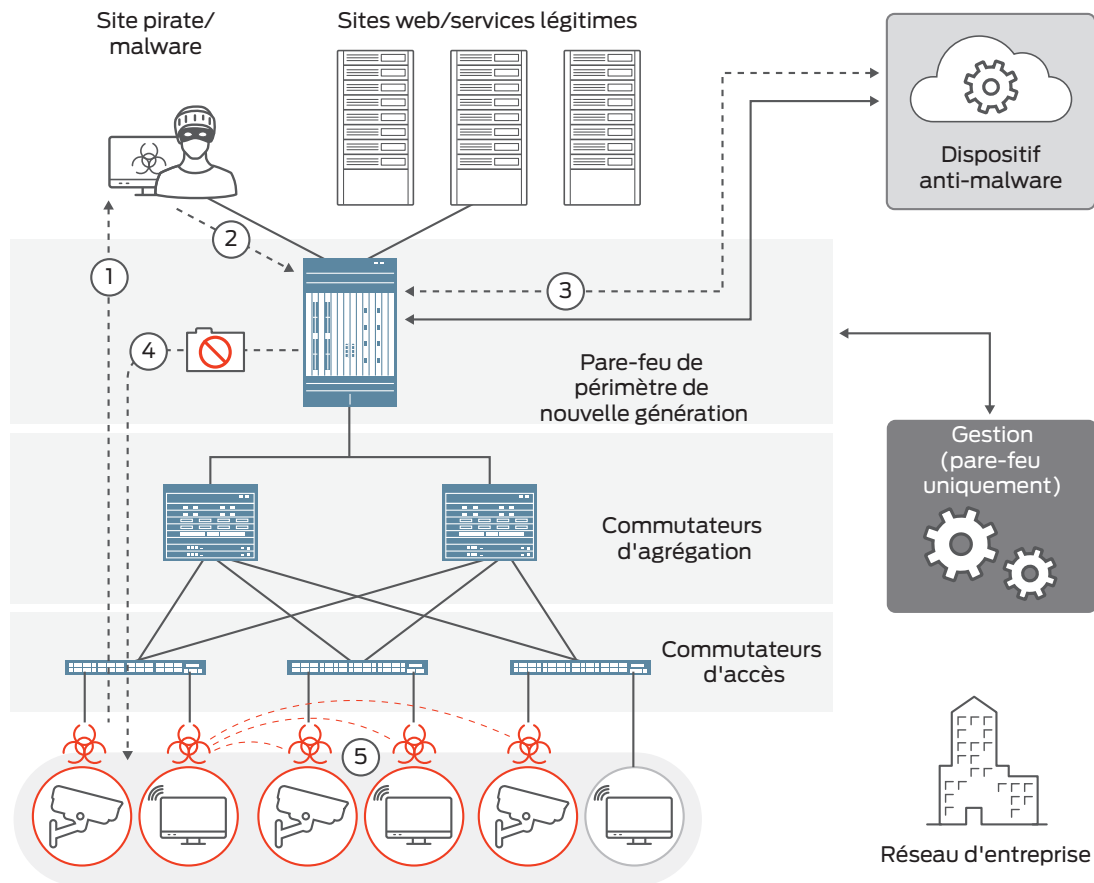 Site pirate/
malware
Sites web/services légitimes
Dispositif
anti-malware
1
2
3
4
Pare-feu de
périmètre de
nouvelle génération
Gestion
(pare-feu
uniquement)
Commutateurs
d'agrégation
Commutateurs
d'accès
5
Réseau d'entreprise